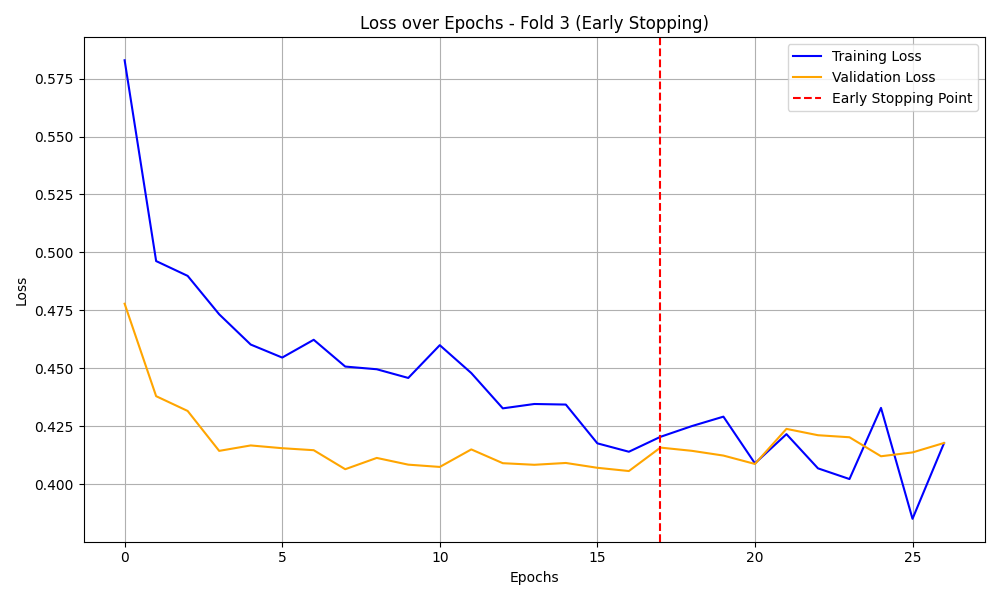 Loss over Epochs - Fold 3 (Early Stopping)
Training Loss
Validation Loss
Early Stopping Point
0.575
0.550
0.525
0.500
0.475
0.450
0.425
0.400
Loss
0 5 10 15 20 25
Epochs